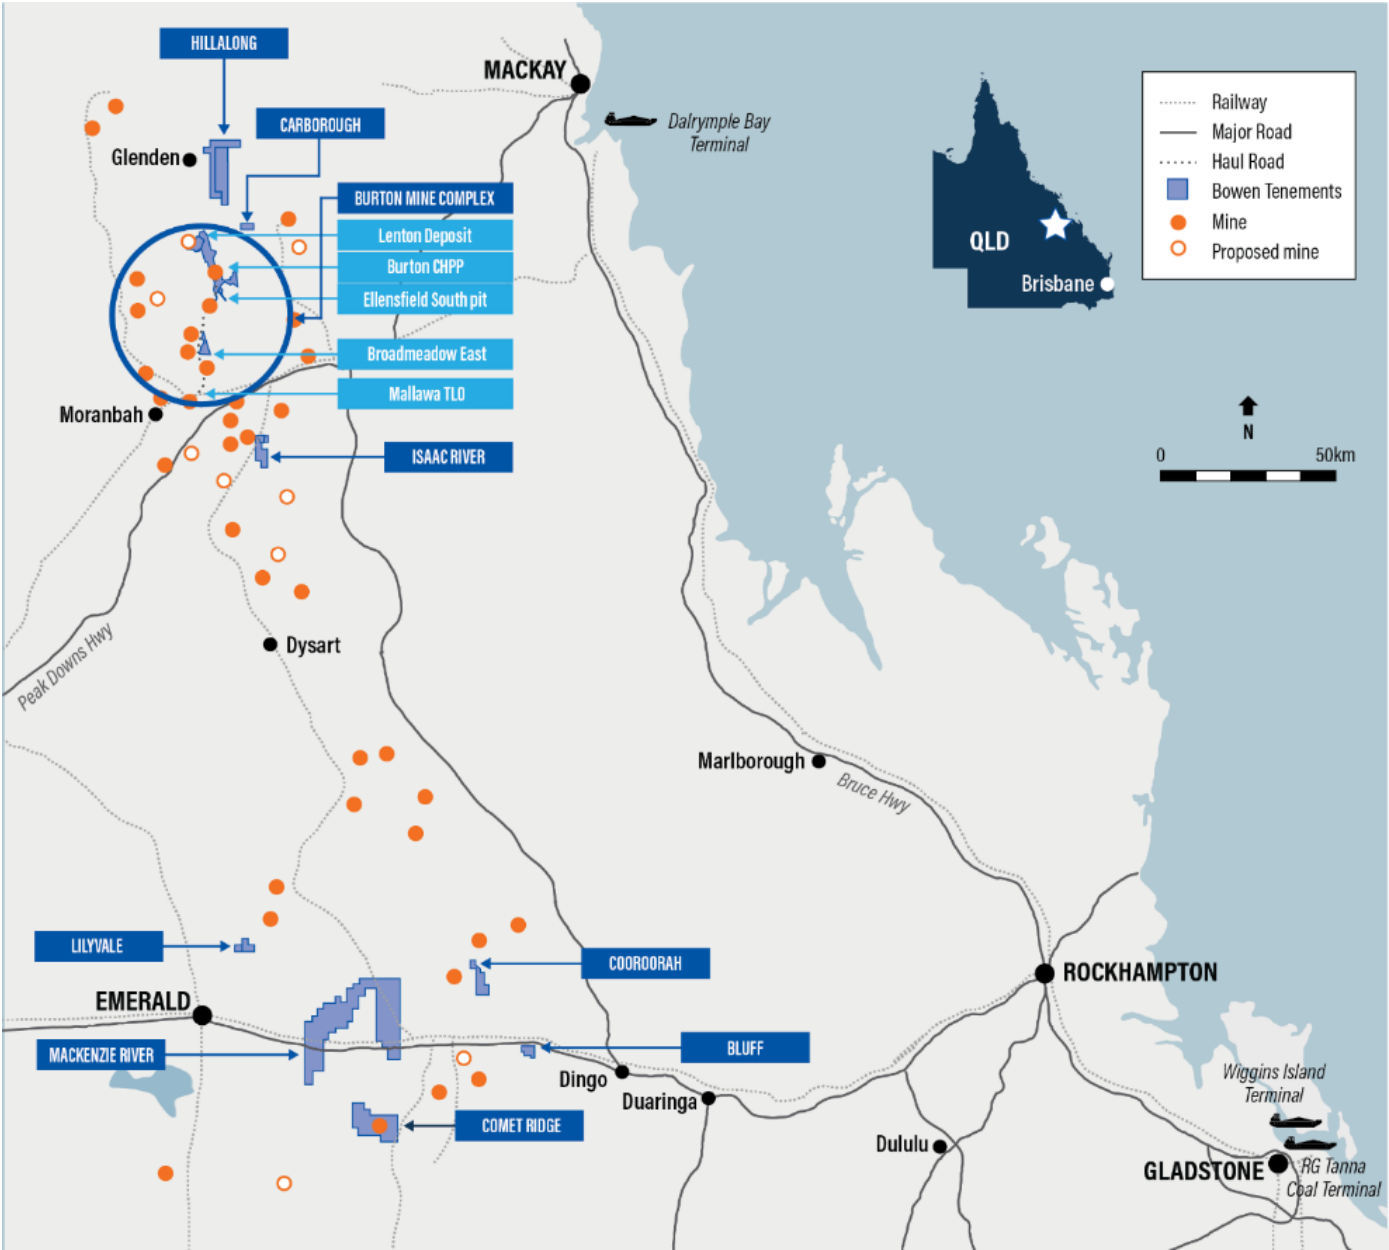 HILLALONG
MACKAY
CARBOROUGH
Dalrymple Bay
Terminal
Glenden
BURTON MINE COMPLEX
Lenton Deposit
Burton CHPP
Ellensfield South pit
Broadmeadow East
Mallawa TLO
Moranbah
ISAAC RIVER
QLD
Brisbane
Railway
Major Road
Haul Road
Bowen Tenements
Mine
Proposed mine
N
0 50km
Peak Downs Hwy
Dysart
Marlborough
Bruce Hwy
LILYVALE
COOROORAH
EMERALD
ROCKHAMPTON
MACKENZIE RIVER
BLUFF
Dingo
Duaringa
COMET RIDGE
Dululu
Wiggins Island
Terminal
GLADSTONE
RG Tanna
Coal Terminal